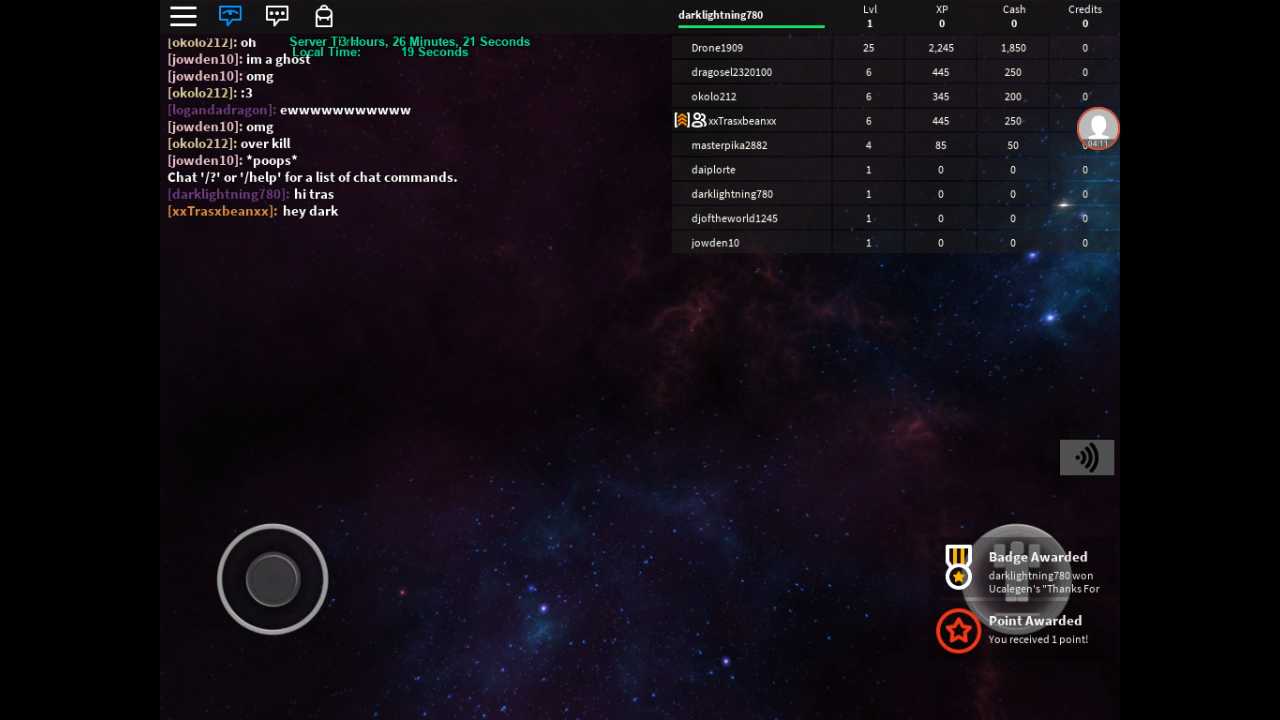 [okolo212]: oh
Server Ti 3 Hours, 26 Minutes, 21 Seconds
Local Time: 19 Seconds
[jowden10]: im a ghost
[jowden10]: omg
[okolo212]: :3
[logandadragon]: ewwwwwwwwwwww
[jowden10]: omg
[okolo212]: over kill
[jowden10]: *poops*
Chat '/?' or '/help' for a list of chat commands.
[darklightning780]: hi tras
[xxTrasxbeanxx]: hey dark
darklightning780 Lvl 1 XP 0 Cash 0 Credits 0
Drone1909 25 2,245 1,850 0
dragosel2320100 6 445 250 0
okolo212 6 345 200 0
xxTrasxbeanxx 6 445 250
04:11
masterpika2882 4 85 50 0
daiplorte 1 0 0 0
darklightning780 1 0 0 0
djoftheworld1245 1 0 0 0
jowden10 1 0 0 0
Badge Awarded
darklightning780 won
Ucalegen's "Thanks For
Point Awarded
You received 1 point!